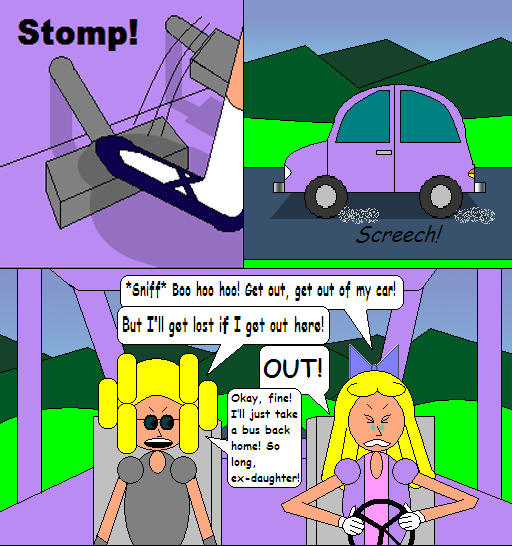 Stomp!
Screech!
*Sniff* Boo hoo hoo! Get out, get out of my car!
But I'll get lost if I get out here!
OUT!
Okay, fine!
I'll just take
a bus back
home! So
long,
ex-daughter!